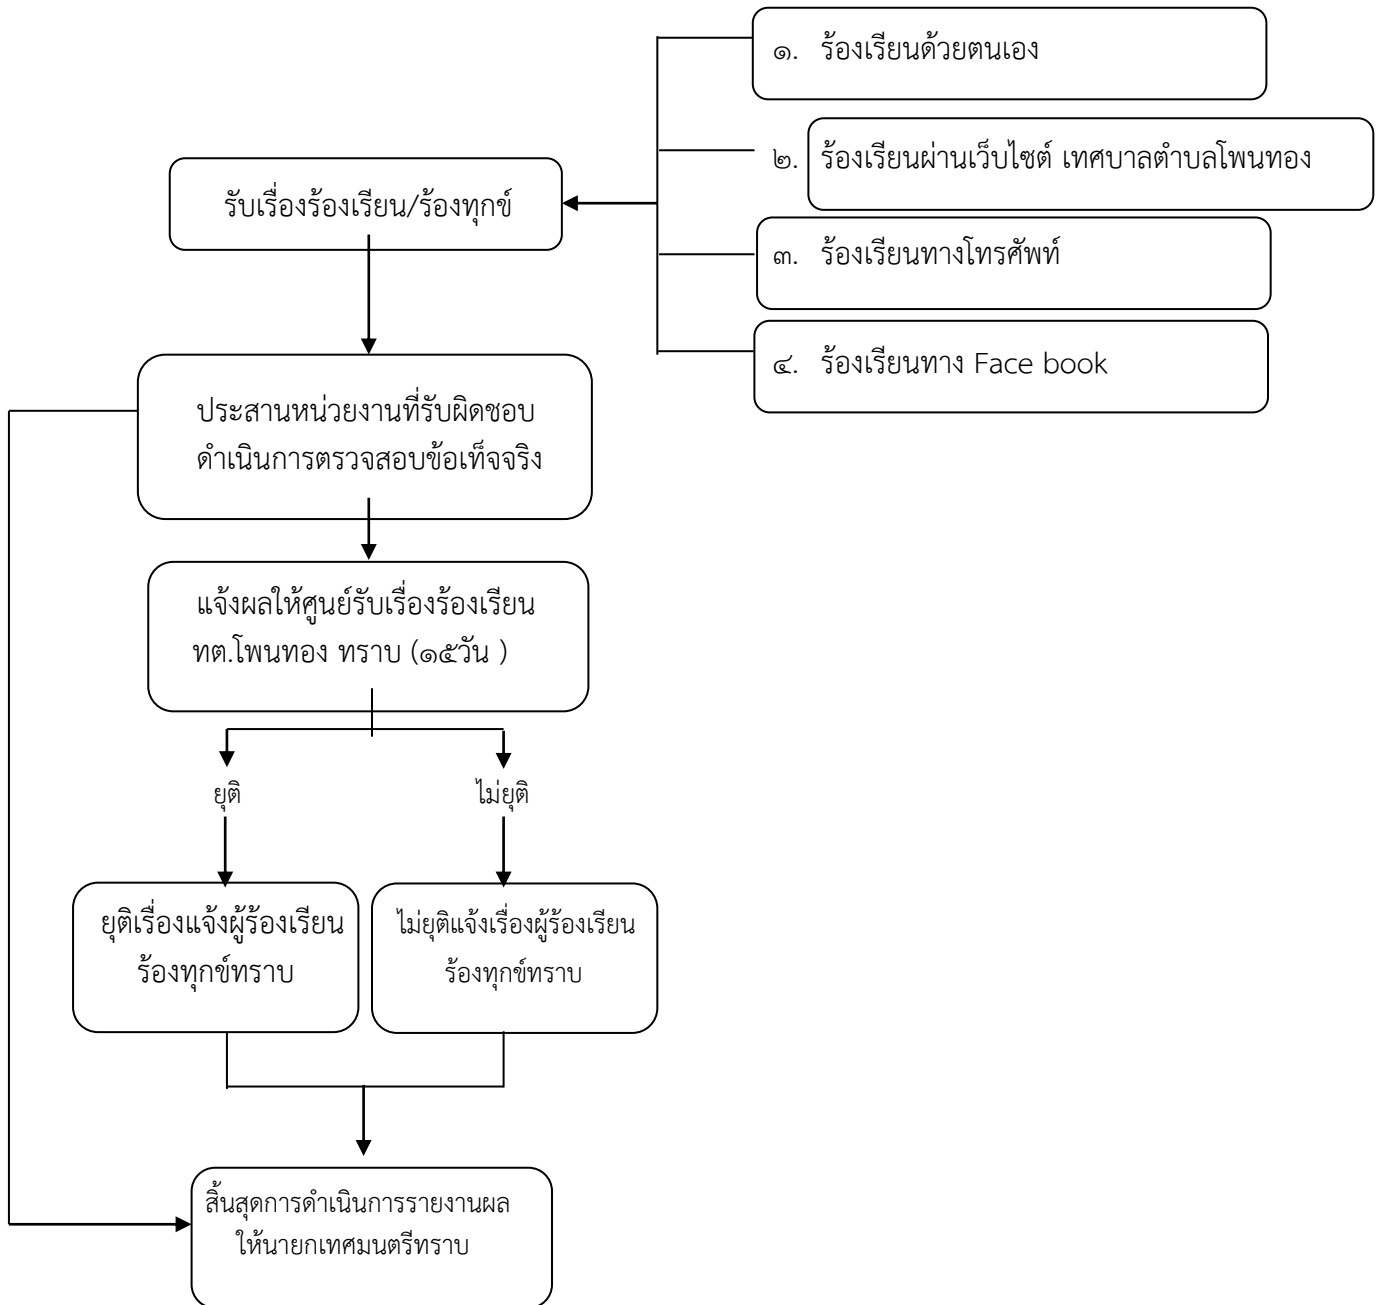 ๑. ร้องเรียนด้วยตนเอง
๒. ร้องเรียนผ่านเว็บไซต์ เทศบาลตำบลโพนทอง
๓. ร้องเรียนทางโทรศัพท์
๔. ร้องเรียนทาง Face book
รับเรื่องร้องเรียน/ร้องทุกข์
ประสานหน่วยงานที่รับผิดชอบ
ดำเนินการตรวจสอบข้อเท็จจริง
แจ้งผลให้ศูนย์รับเรื่องร้องเรียน
ทต.โพนทอง ทราบ (๑๕วัน )
ยุติ
ไม่ยุติ
ยุติเรื่องแจ้งผู้ร้องเรียน
ร้องทุกข์ทราบ
ไม่ยุติแจ้งเรื่องผู้ร้องเรียน
ร้องทุกข์ทราบ
สิ้นสุดการดำเนินการรายงานผล
ให้นายกเทศมนตรีทราบ